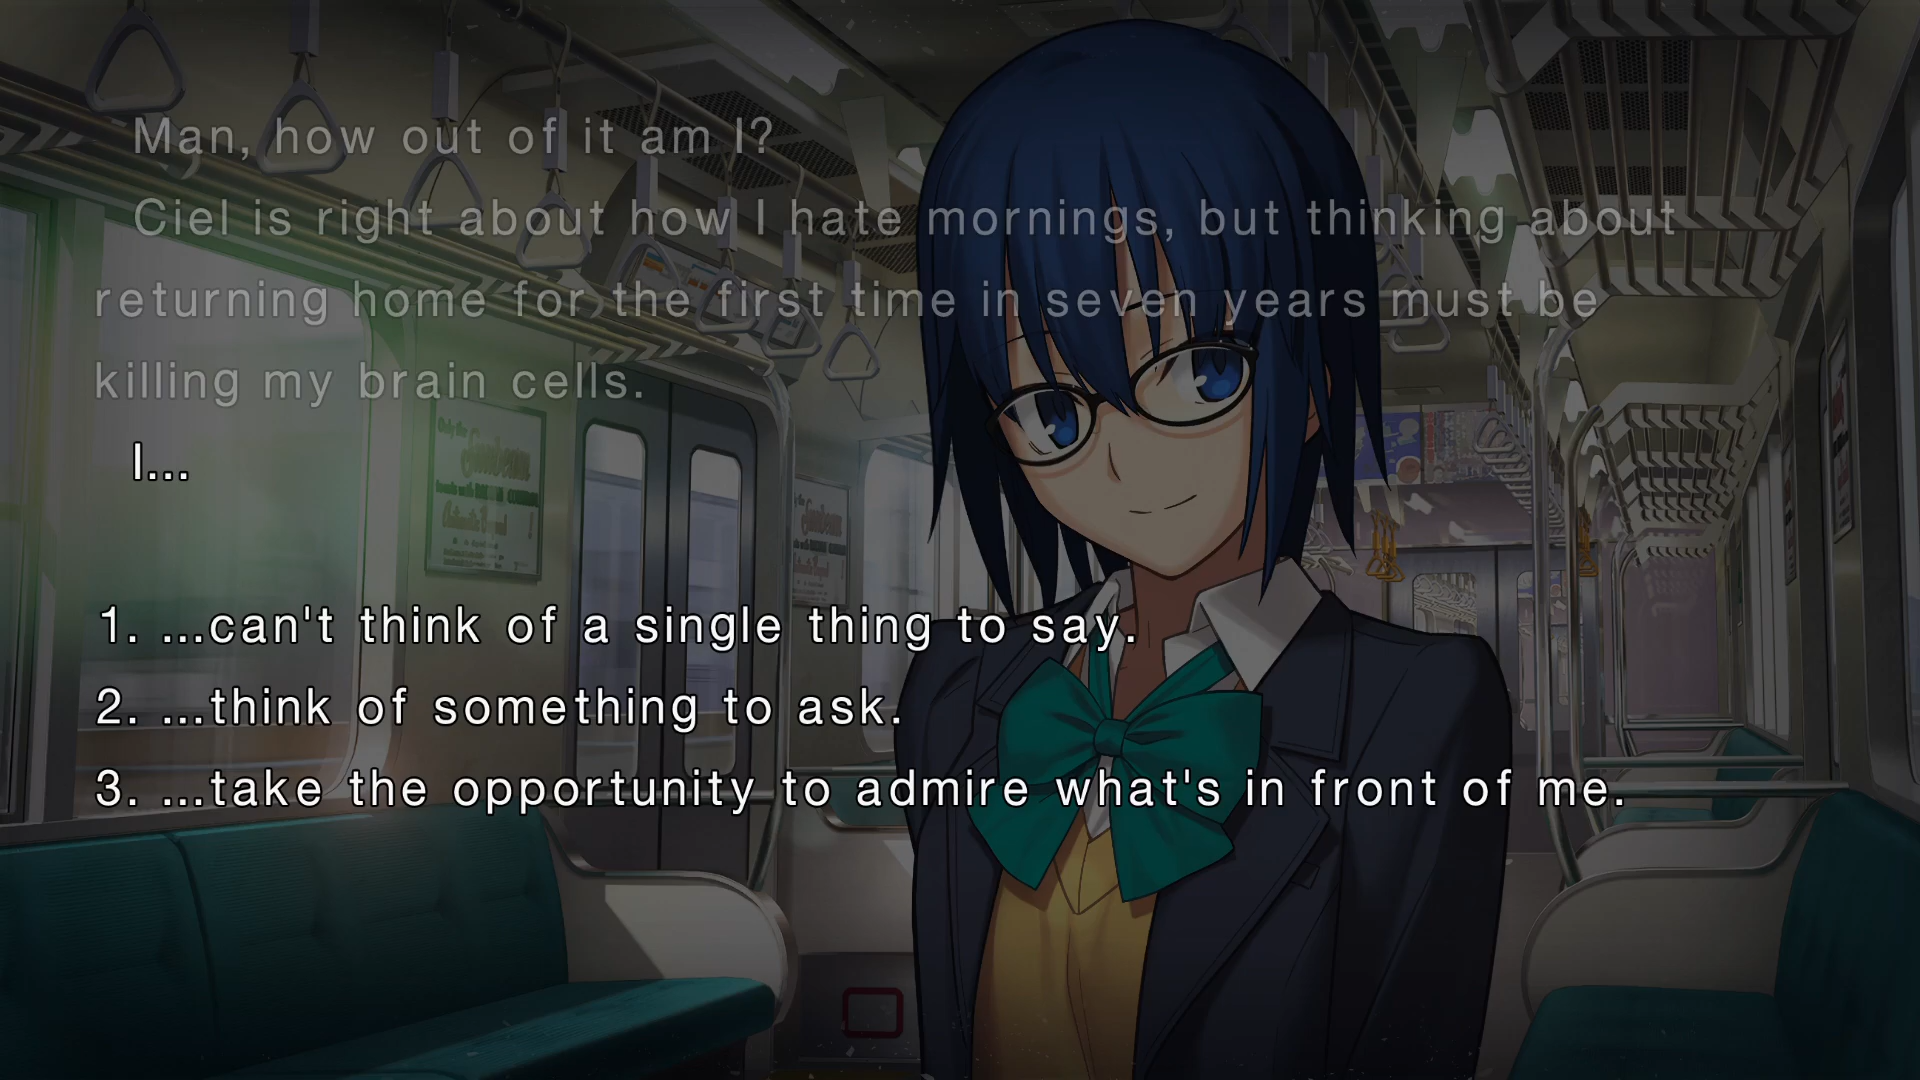 Man, how out of it am I?
Ciel is right about how I hate mornings, but thinking about
returning home for the first time in seven years must be
killing my brain cells.
I...
1. ...can't think of a single thing to say.
2. ...think of something to ask.
3. ...take the opportunity to admire what's in front of me.